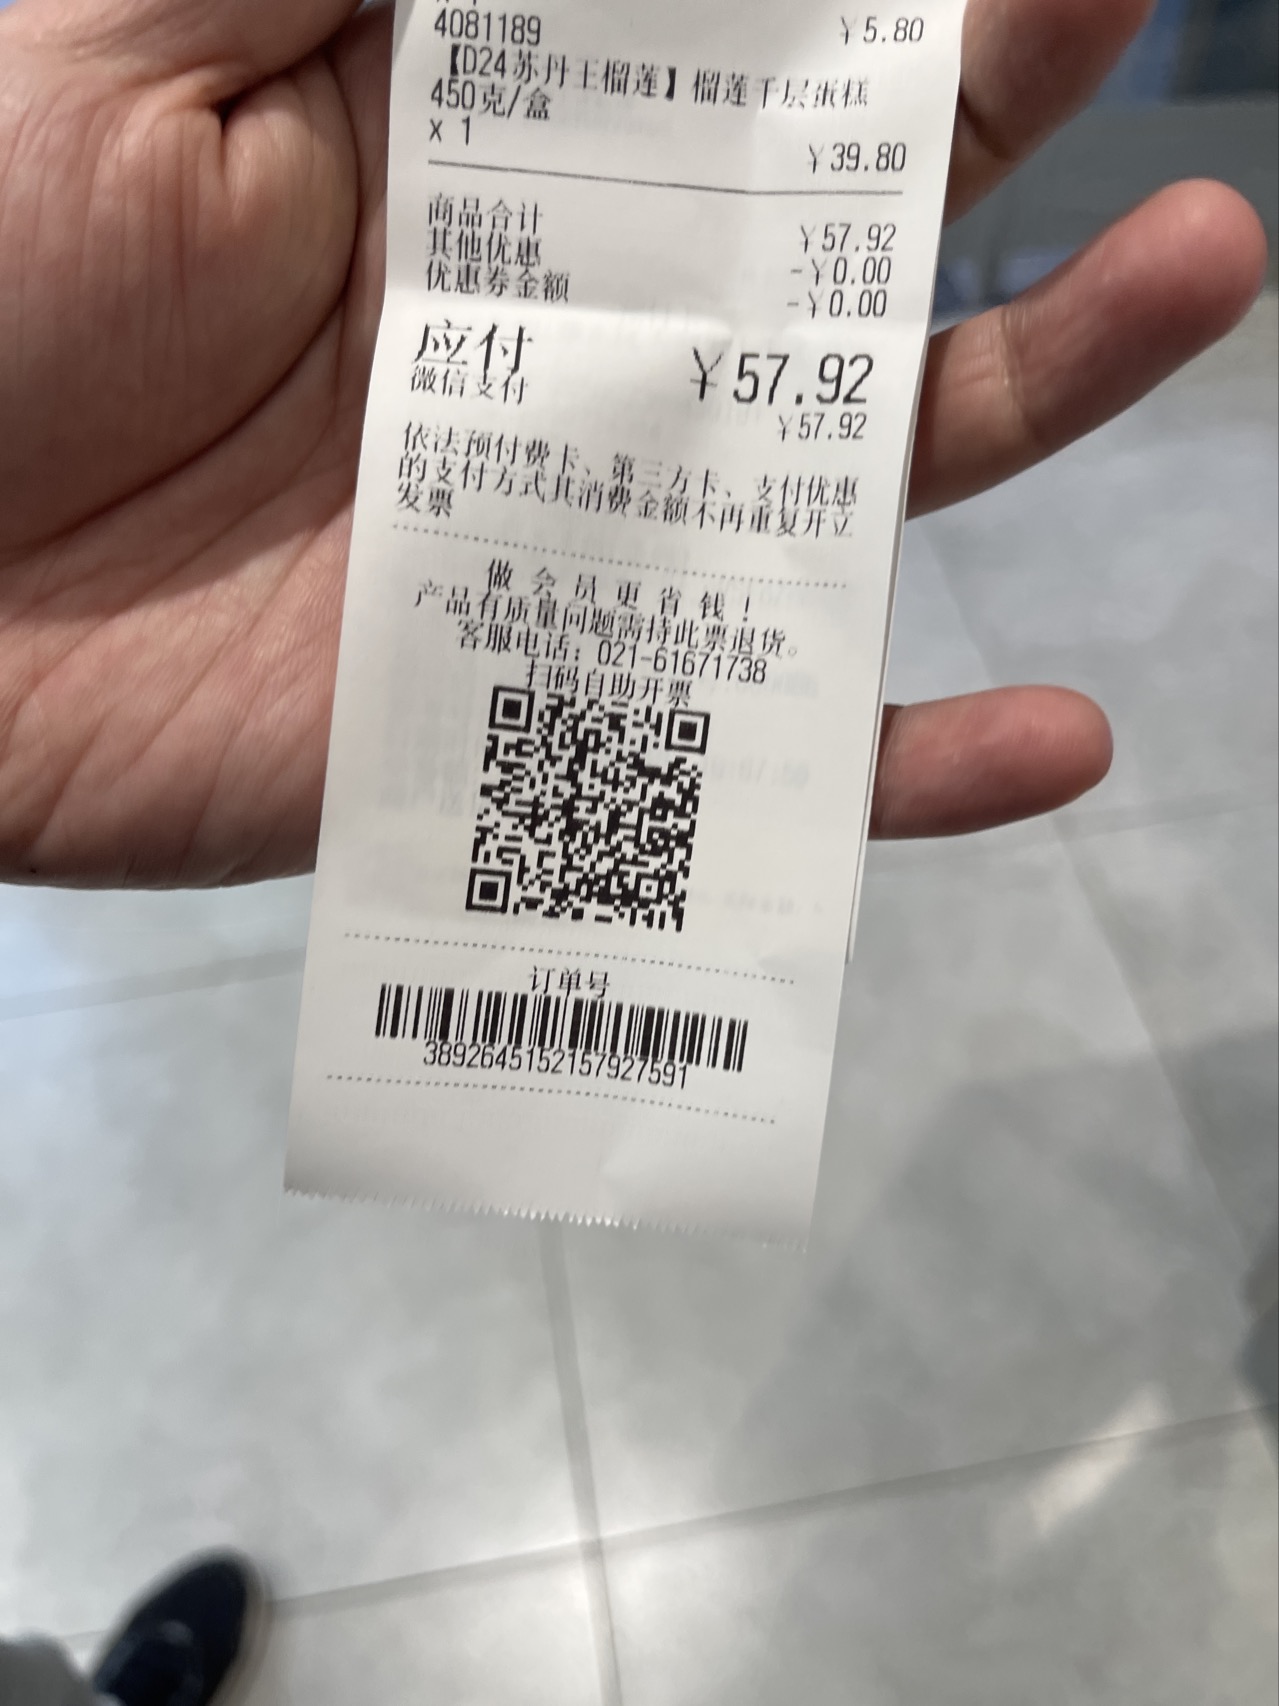 4081189 ￥5.80
【D24苏丹王榴莲】榴莲千层蛋糕
450克/盒
x 1
￥39.80
商品合计 ￥57.92
其他优惠 -￥0.00
优惠券金额 -￥0.00
应付 ￥57.92
微信支付 ￥57.92
依法预付费卡、第三方卡、支付优惠
的支付方式其消费金额不再重复开立
发票
做会员更省钱！
产品有质量问题需持此票退货。
客服电话：021-61671738
扫码自助开票
订单号
3892645152157927591